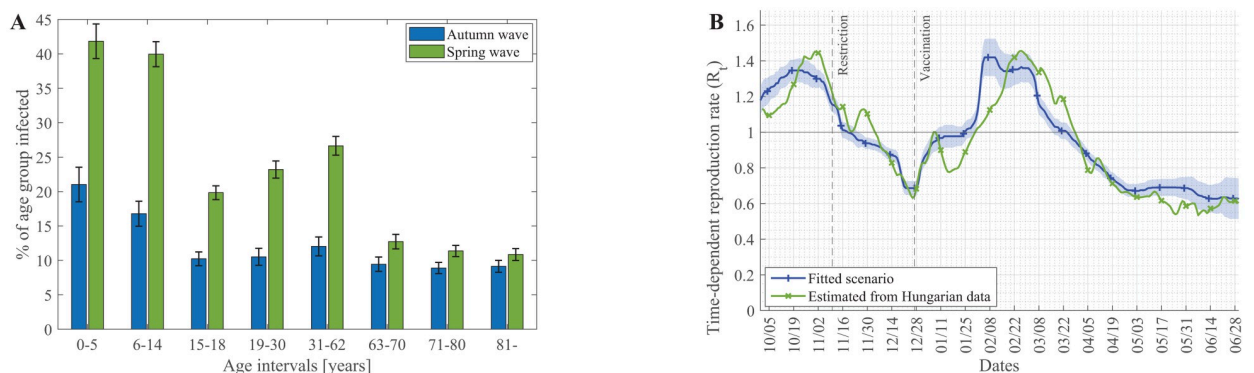 A
45
40
35
30
25
20
15
10
5
0
% of age group infected
Autumn wave
Spring wave
0-5 6-14 15-18 19-30 31-62 63-70 71-80 81-
Age intervals [years]
B
1.6
1.4
1.2
1
0.8
0.6
0.4
0.2
0
Time-dependent reproduction rate (Rt)
Restriction
Vaccination
Fitted scenario
Estimated from Hungarian data
10/05 10/19 11/02 11/16 11/30 12/14 12/28 01/11 01/25 02/08 02/22 03/08 03/22 04/05 04/19 05/03 05/17 05/31 06/14 06/28
Dates